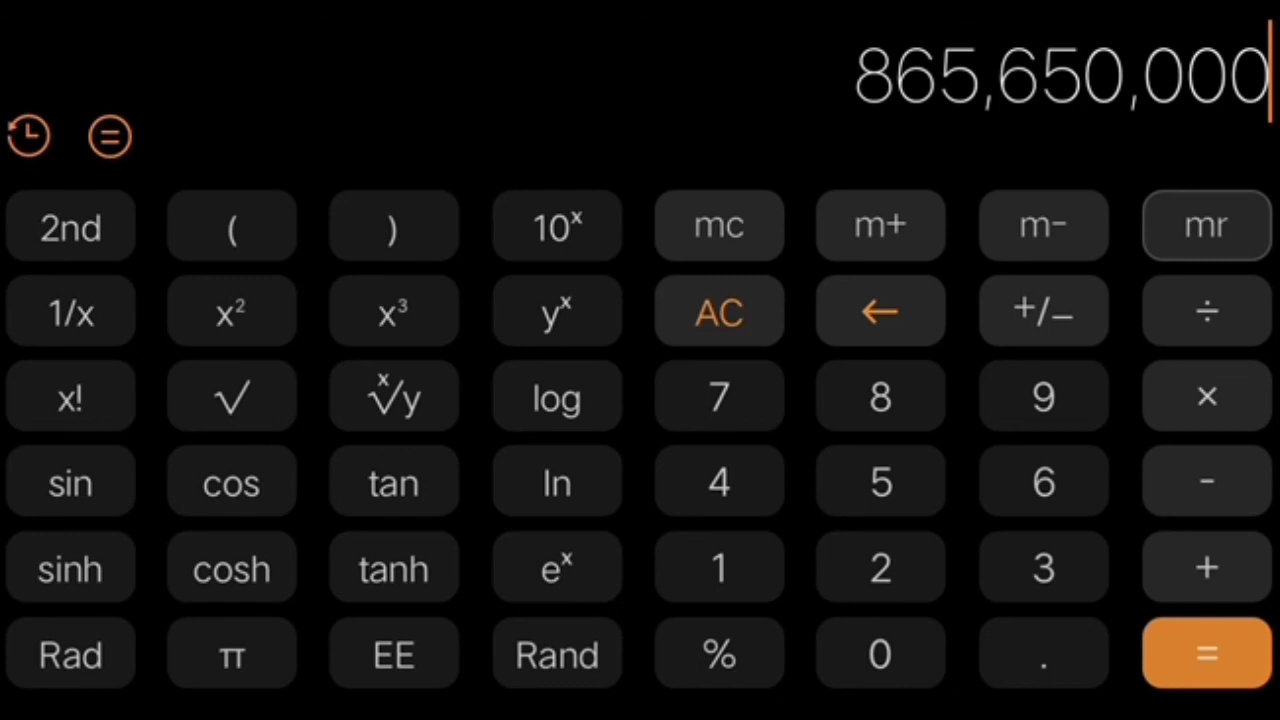 865,650,000
2nd ( ) 10ˣ mc m+ m− mr
1/x x² x³ yˣ AC ← +/− ÷
x! √ ˣ√y log 7 8 9 ×
sin cos tan ln 4 5 6 -
sinh cosh tanh eˣ 1 2 3 +
Rad π EE Rand % 0 . =